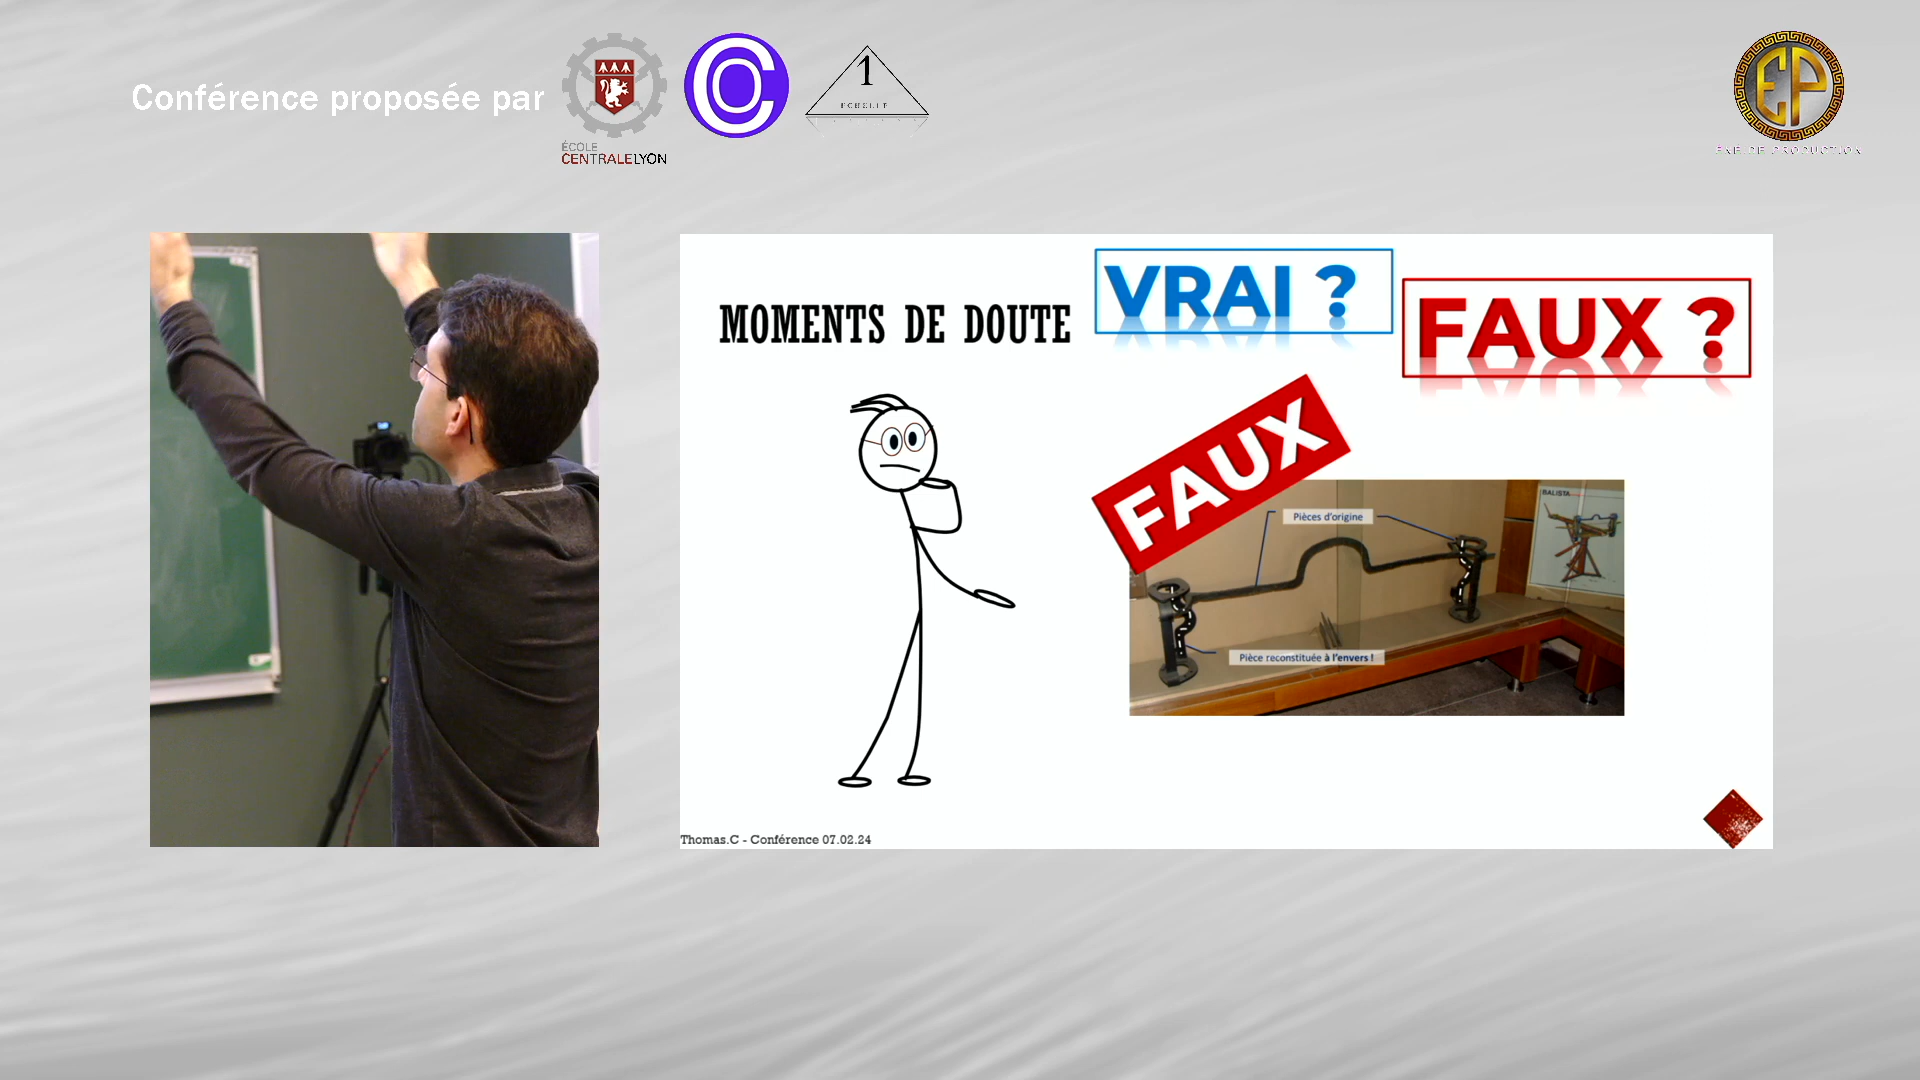 Conférence proposée par
ÉCOLE
CENTRALELYON
1
ECHELLE
EP
MOMENTS DE DOUTE
VRAI ?
FAUX ?
FAUX
BALISTA
Pièces d'origine
Pièce reconstituée à l'envers !
Thomas.C - Conférence 07.02.24